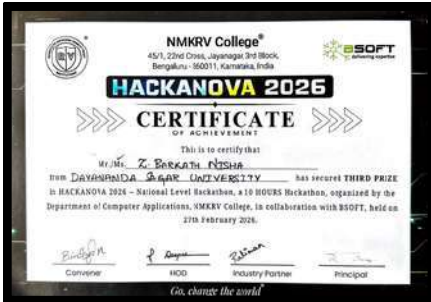 NMKRV College®
45/1, 22nd Cross, Jayanagar 3rd Block,
Bengaluru - 560011, Karnataka, India
BSOFT
delivering expertise
HACKANOVA 2026
CERTIFICATE
OF ACHIEVEMENT
This is to certify that
Mr./Ms. Z. BARKATH NISHA
from DAYANANDA SAGAR UNIVERSITY has secured THIRD PRIZE
in HACKANOVA 2026 – National Level Hackathon, a 10 HOURS Hackathon, organized by the
Department of Computer Applications, NMKRV College, in collaboration with BSOFT, held on
27th February 2026.
Convener HOD Industry Partner Principal
Go, change the world®